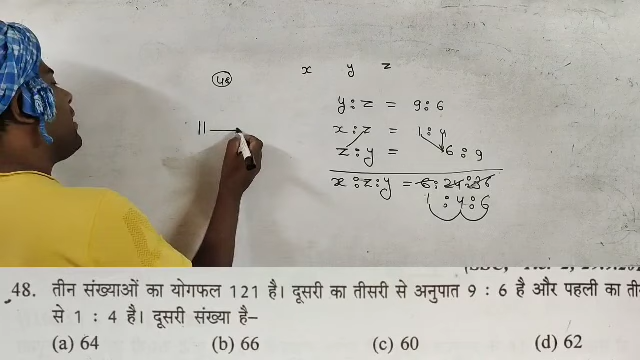 x y z
48
y : z = 9 : 6
x : z = 1 : 4
11 →
z : y = 6 : 9
x : z : y = 6 : 24 : 36
1 : 4 : 6
48. तीन संख्याओं का योगफल 121 है। दूसरी का तीसरी से अनुपात 9 : 6 है और पहली का
से 1 : 4 है। दूसरी संख्या है–
(a) 64 (b) 66 (c) 60 (d) 62